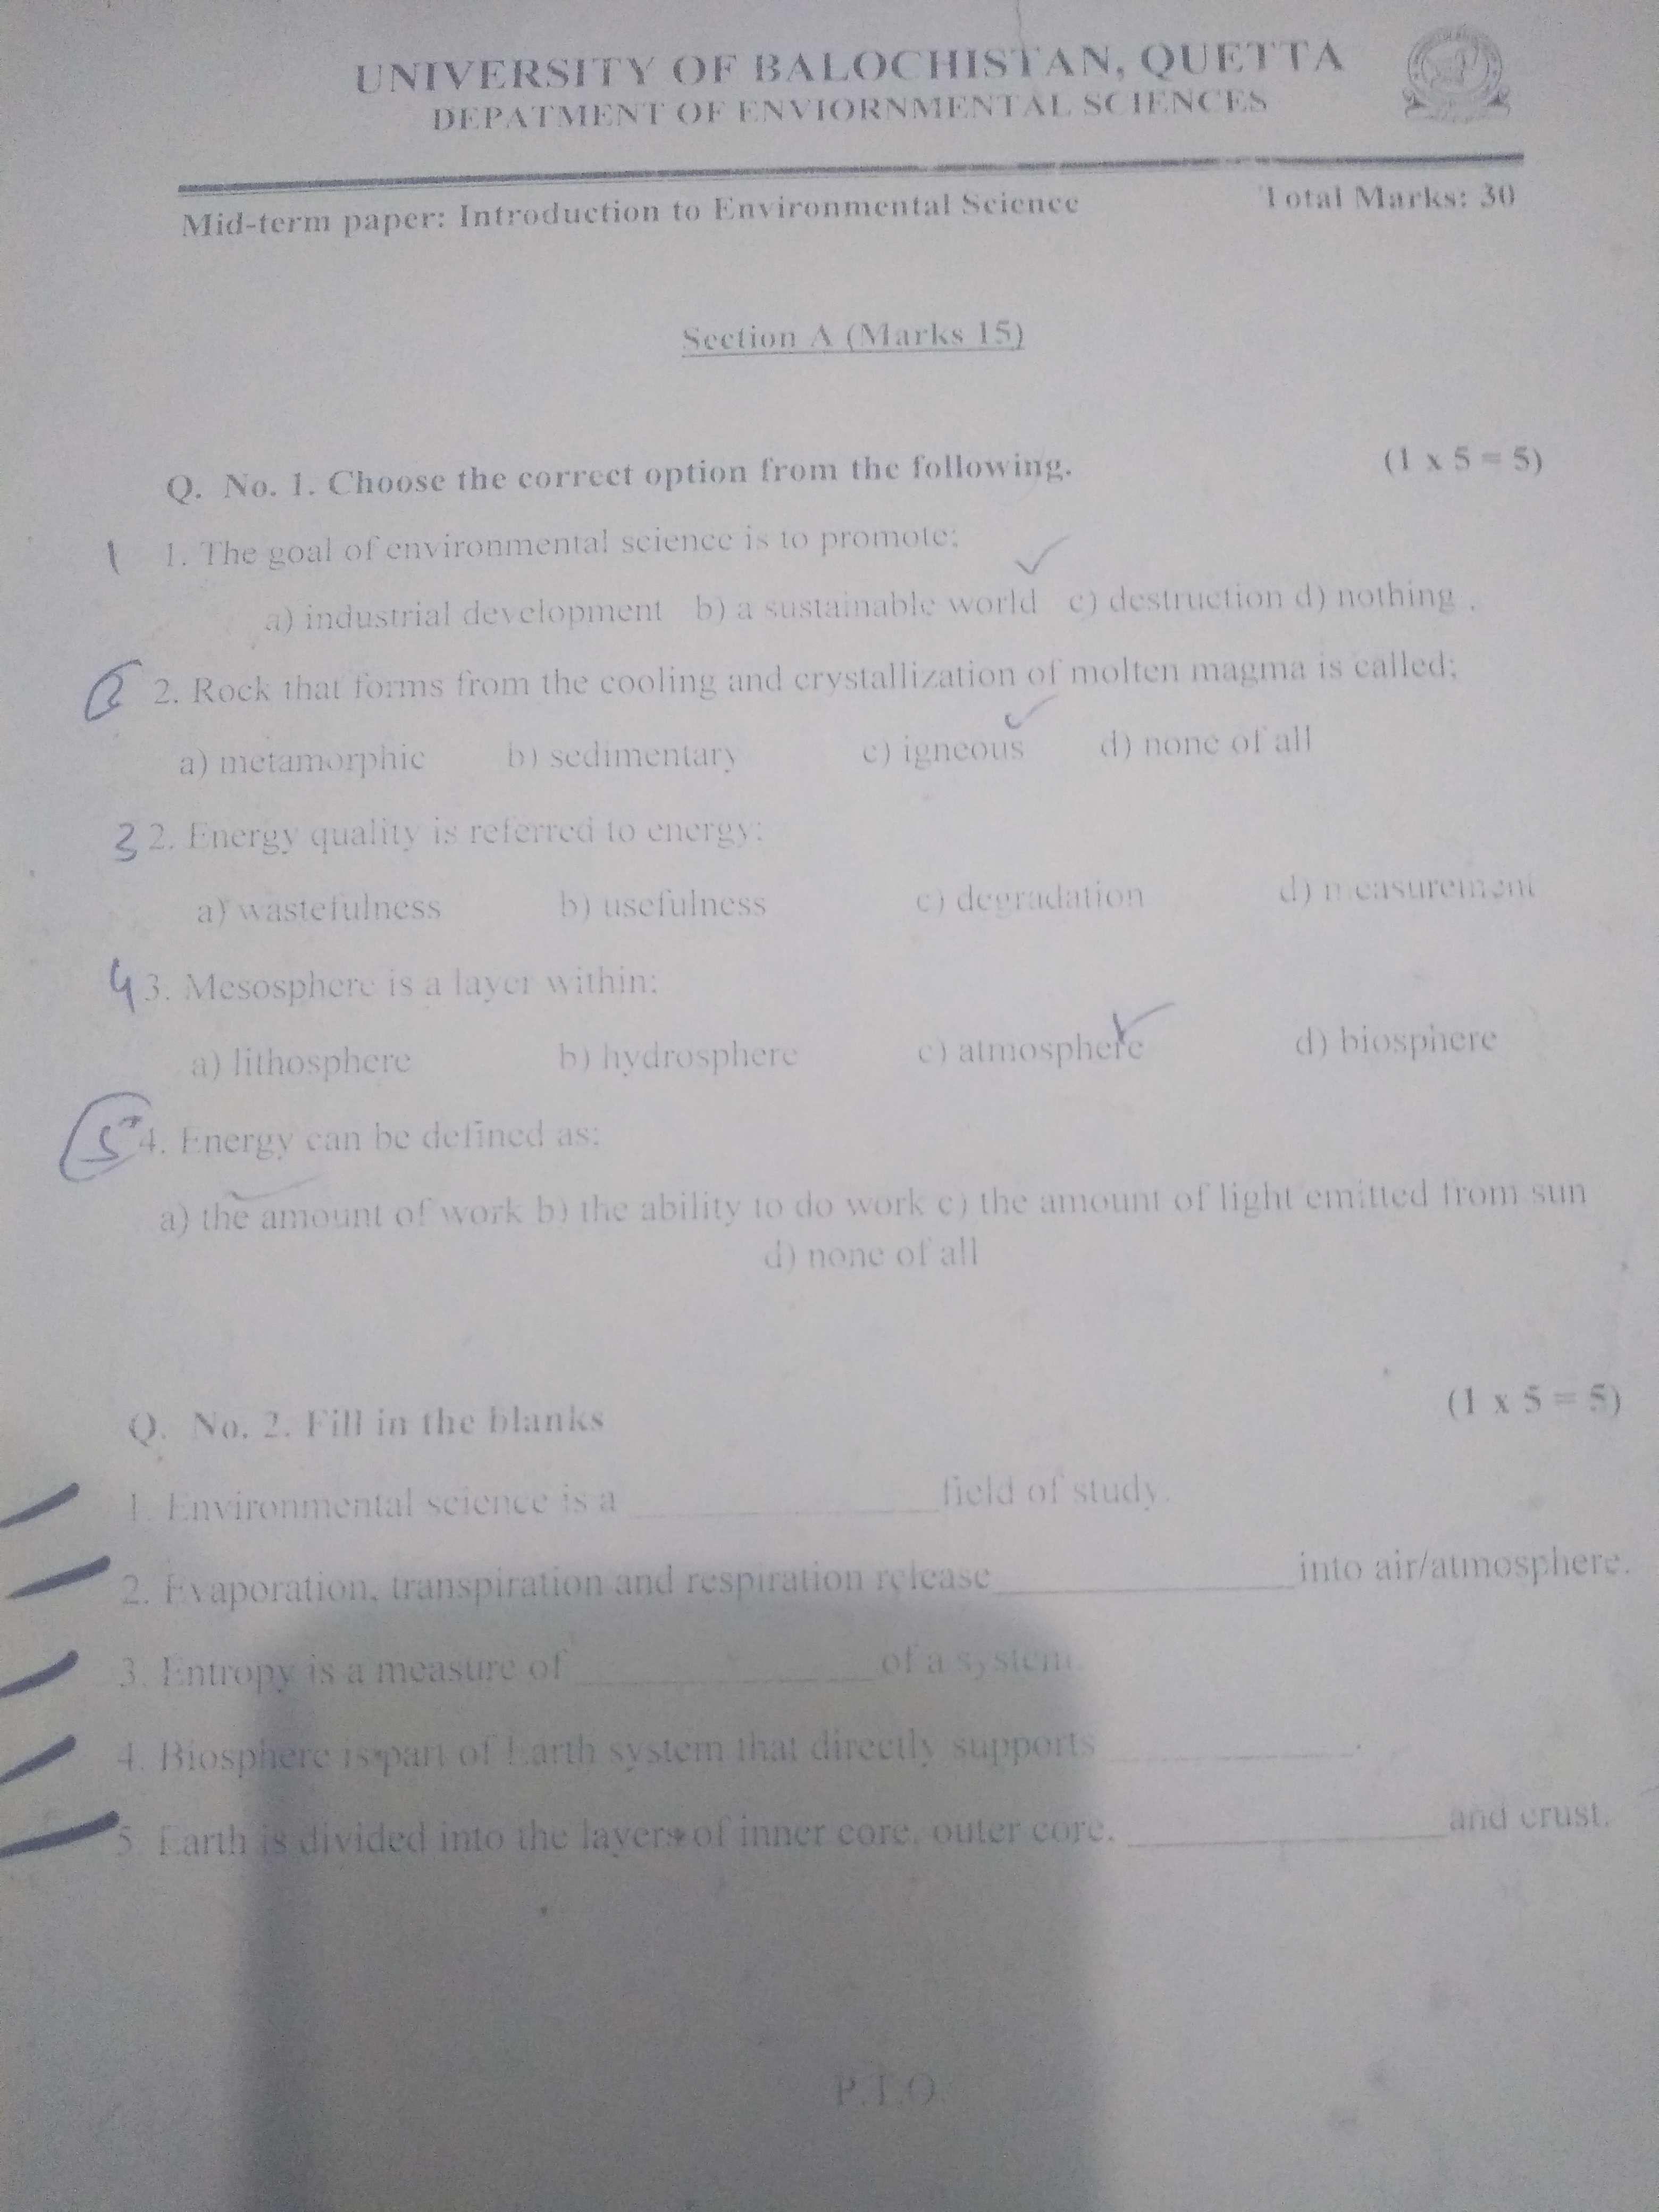 UNIVERSITY OF BALOCHISTAN, QUETTA
DEPATMENT OF ENVIORNMENTAL SCIENCES
Mid-term paper: Introduction to Environmental Science Total Marks: 30
Section A (Marks 15)
Q. No. 1. Choose the correct option from the following. (1 x 5 = 5)
1 1. The goal of environmental science is to promote;
a) industrial development b) a sustainable world c) destruction d) nothing .
2 2. Rock that forms from the cooling and crystallization of molten magma is called;
a) metamorphic b) sedimentary c) igneous d) none of all
3 2. Energy quality is referred to energy:
a) wastefulness b) usefulness c) degradation d) measurement
4 3. Mesosphere is a layer within:
a) lithosphere b) hydrosphere c) atmosphere d) biosphere
5 4. Energy can be defined as:
a) the amount of work b) the ability to do work c) the amount of light emitted from sun
d) none of all
Q. No. 2. Fill in the blanks (1 x 5 = 5)
1. Environmental science is a ____________ field of study.
2. Evaporation, transpiration and respiration release____________into air/atmosphere.
3. Entropy is a measure of ____________ of a system.
4. Biosphere is part of Earth system that directly supports __________.
5. Earth is divided into the layers of inner core, outer core, ____________and crust.
P.T.O.